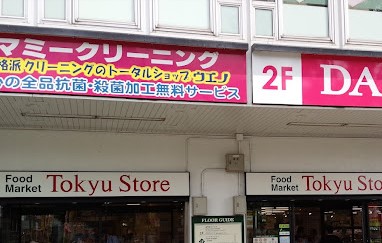 マミークリーニング
格派 クリーニングのトータルショップ ウエノ
の全品抗菌・殺菌加工無料サービス
2F DA
Food Market Tokyu Store
Food Market Tokyu Store
FLOOR GUIDE